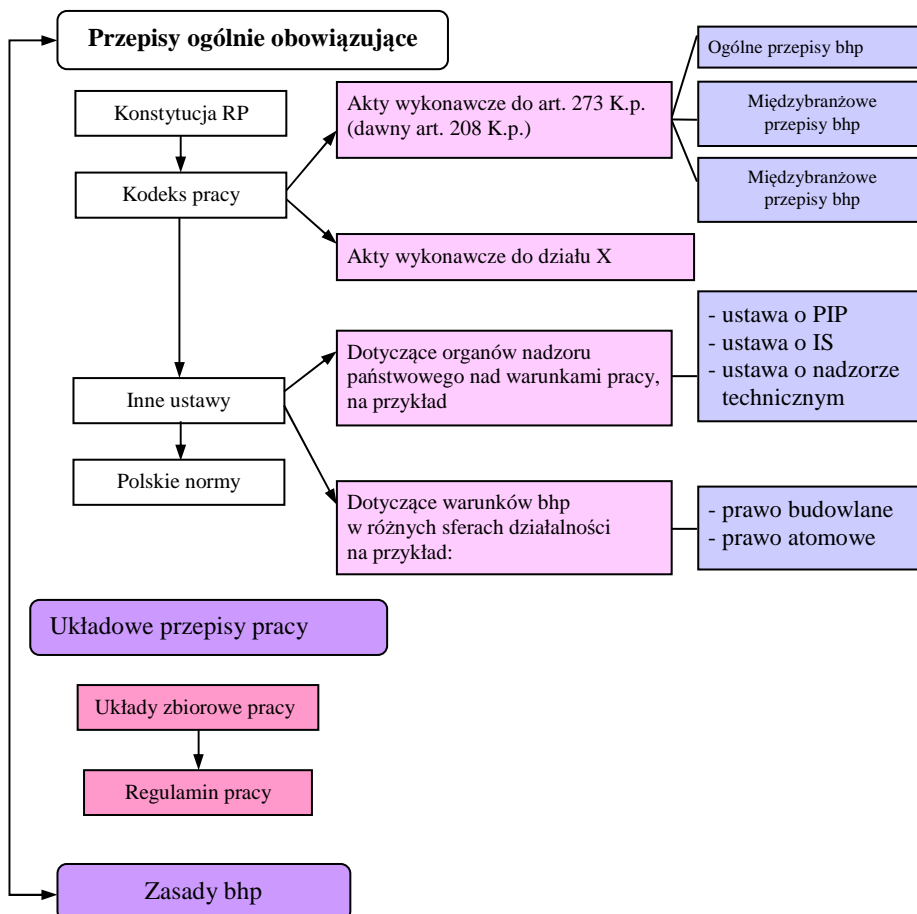 Przepisy ogólnie obowiązujące
Konstytucja RP
Kodeks pracy
Inne ustawy
Polskie normy
Akty wykonawcze do art. 273 K.p.
(dawny art. 208 K.p.)
Akty wykonawcze do działu X
Dotyczące organów nadzoru
państwowego nad warunkami pracy,
na przykład
Dotyczące warunków bhp
w różnych sferach działalności
na przykład:
Ogólne przepisy bhp
Międzybranżowe
przepisy bhp
Międzybranżowe
przepisy bhp
- ustawa o PIP
- ustawa o IS
- ustawa o nadzorze
technicznym
- prawo budowlane
- prawo atomowe
Układowe przepisy pracy
Układy zbiorowe pracy
Regulamin pracy
Zasady bhp